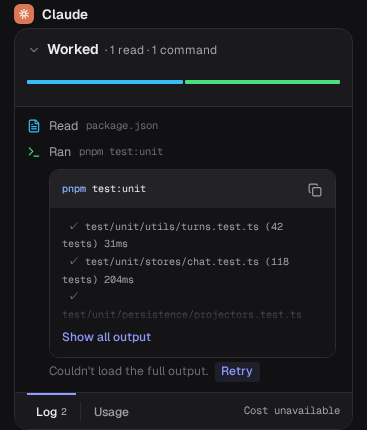 Claude
Worked · 1 read · 1 command
Read package.json
Ran pnpm test:unit
pnpm test:unit
✓ test/unit/utils/turns.test.ts (42
tests) 31ms
✓ test/unit/stores/chat.test.ts (118
tests) 204ms
✓
test/unit/persistence/projectors.test.ts
Show all output
Couldn't load the full output. Retry
Log 2 Usage Cost unavailable